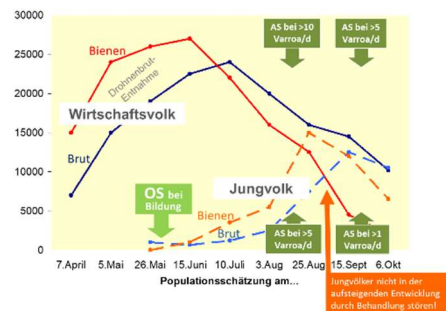 30000
25000
20000
15000
10000
5000
0
Bienen
Drohnenbrut-
Entnahme
AS bei >10
Varroa/d
AS bei >5
Varroa/d
Wirtschaftsvolk
Brut
OS bei
Bildung
Jungvolk
Bienen
Brut
AS bei >5
Varroa/d
AS bei >1
Varroa/d
7.April
5.Mai
26.Mai
15.Juni
10.Juli
3.Aug
25.Aug
15.Sept
6.Okt
Populationsschätzung am...
Jungvölker nicht in der
aufsteigenden Entwicklung
durch Behandlung stören!